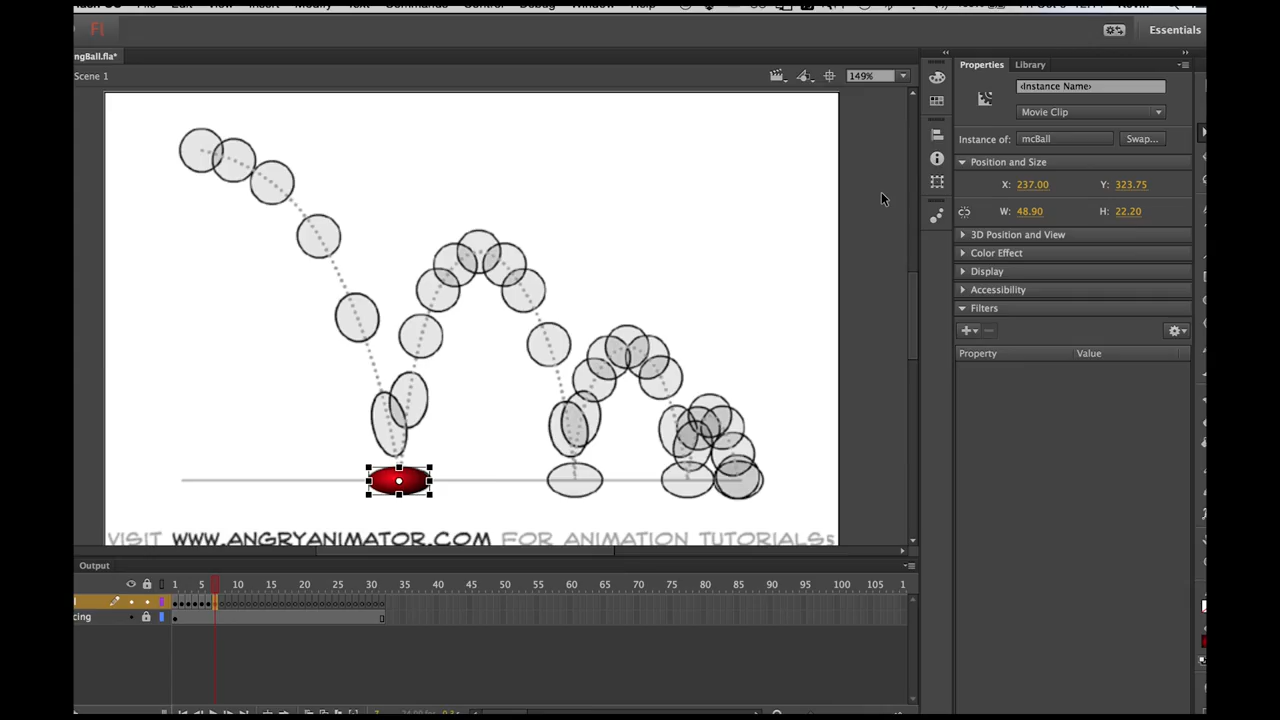 Essentials
ngBall.fla*
Scene 1
149%
Properties
Library
‹Instance Name›
Movie Clip
Instance of:
mcBall
Swap...
Position and Size
X: 237.00
Y: 323.75
W: 48.90
H: 22.20
3D Position and View
Color Effect
Display
Accessibility
Filters
Property
Value
VISIT WWW.ANGRYANIMATOR.COM FOR ANIMATION TUTORIALS
Output
1 5 10 15 20 25 30 35 40 45 50 55 60 65 70 75 80 85 90 95 100 105 1
cing